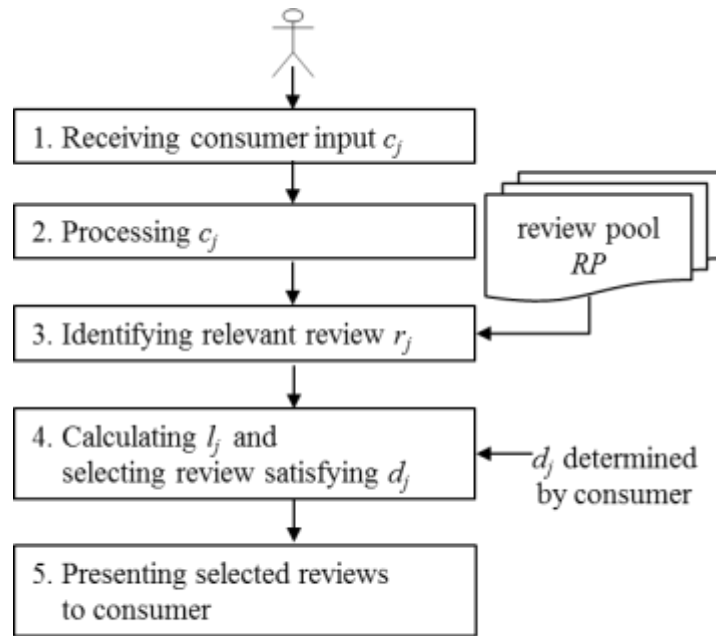 1. Receiving consumer input cj
2. Processing cj
review pool
RP
3. Identifying relevant review rj
4. Calculating lj and
selecting review satisfying dj
dj determined
by consumer
5. Presenting selected reviews
to consumer